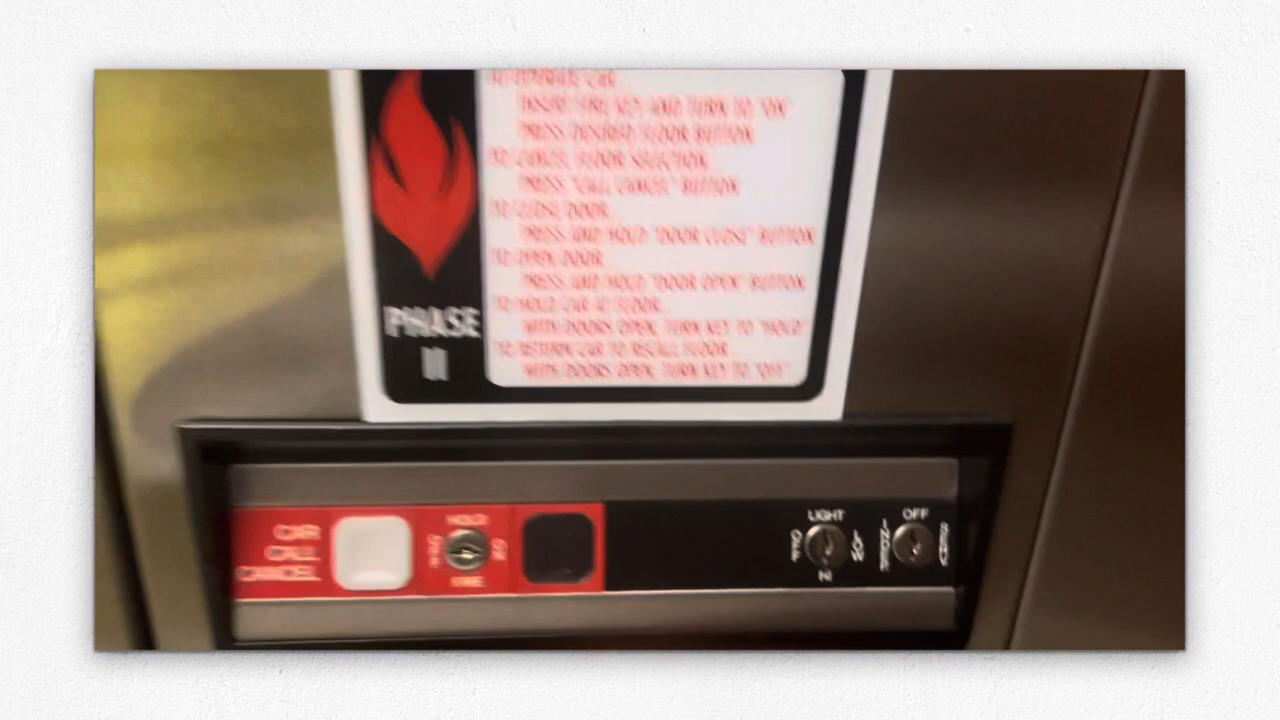 TO OPERATE CAR
INSERT FIRE KEY AND TURN TO "ON"
PRESS DESIRED FLOOR BUTTON
TO CANCEL FLOOR SELECTION
PRESS "CALL CANCEL" BUTTON
TO CLOSE DOOR
PRESS AND HOLD "DOOR CLOSE" BUTTON
TO OPEN DOOR
PRESS AND HOLD "DOOR OPEN" BUTTON
TO HOLD CAR AT FLOOR
WITH DOORS OPEN, TURN KEY TO "HOLD"
TO RETURN CAR TO RECALL FLOOR
WITH DOORS OPEN, TURN KEY TO "OFF"
PHASE
II
CAR
CALL
CANCEL
HOLD
OFF
ON
FIRE
LIGHT
OFF
HI
OFF